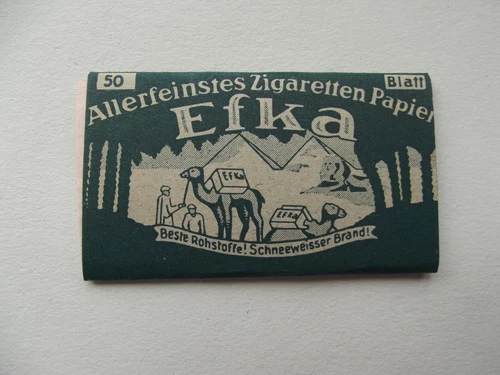 50 Blatt
Allerfeinstes Zigaretten Papier
Efka
EFKA
EFKA
Beste Rohstoffe! Schneeweisser Brand!